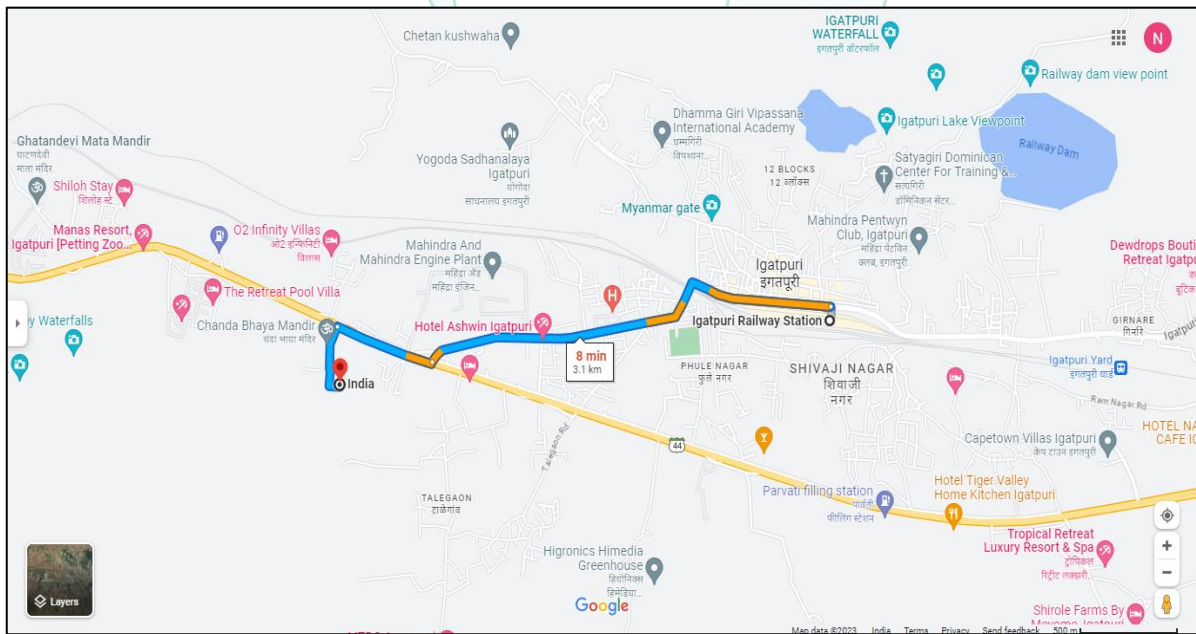 IGATPURI
WATERFALL
इगतपुरी वॉटरफॉल
N
Chetan kushwaha
Railway dam view point
Dhamma Giri Vipassana
International Academy
धम्मगिरी
विपश्यना...
Igatpuri Lake Viewpoint
Railway Dam
Ghatandevi Mata Mandir
घाटणदेवी
माता मंदिर
Yogoda Sadhanalaya
Igatpuri
योगोदा
साधनालय इगतपुरी
12 BLOCKS
12 ब्लॉक्स
Satyagiri Dominican
Center For Training &...
सत्यगिरी
डॉमिनिकन सेंटर...
Shiloh Stay
शिलोह स्टे
Myanmar gate
Mahindra Pentwyn
Club, Igatpuri
महिंद्रा पेंटविन
क्लब, इगतपुरी
Manas Resort,
Igatpuri [Petting Zoo...
O2 Infinity Villas
ओ2 इन्फिनिटी
विलास
Mahindra And
Mahindra Engine Plant
महिंद्रा अँड
महिंद्रा इंजिन...
Igatpuri
इगतपुरी
Dewdrops Bouti
Retreat Igatpu
The Retreat Pool Villa
H
ey Waterfalls
Chanda Bhaya Mandir
चंदा भाया मंदिर
Hotel Ashwin Igatpuri
Igatpuri Railway Station
GIRNARE
गिर्नारे
8 min
3.1 km
India
PHULE NAGAR
फुले नगर
SHIVAJI NAGAR
शिवाजी
नगर
Igatpuri Yard
इगतपुरी यार्ड
Ram Nagar Rd
Talegaon Rd
44
HOTEL NA
CAFE IG
Capetown Villas Igatpuri
केप टाउन इगतपुरी
TALEGAON
टाळेगांव
Parvati filling station
पार्वती
फीलिंग स्टेशन
Hotel Tiger Valley
Home Kitchen Igatpuri
Higronics Himedia
Greenhouse
हिग्रोनिक्स
हिमेडिया...
Tropical Retreat
Luxury Resort & Spa
ट्रॉपिकल
रिट्रीट लक्झरी...
Layers
Google
Shirole Farms By
Map data ©2023 India Terms Privacy Send feedback 500 m